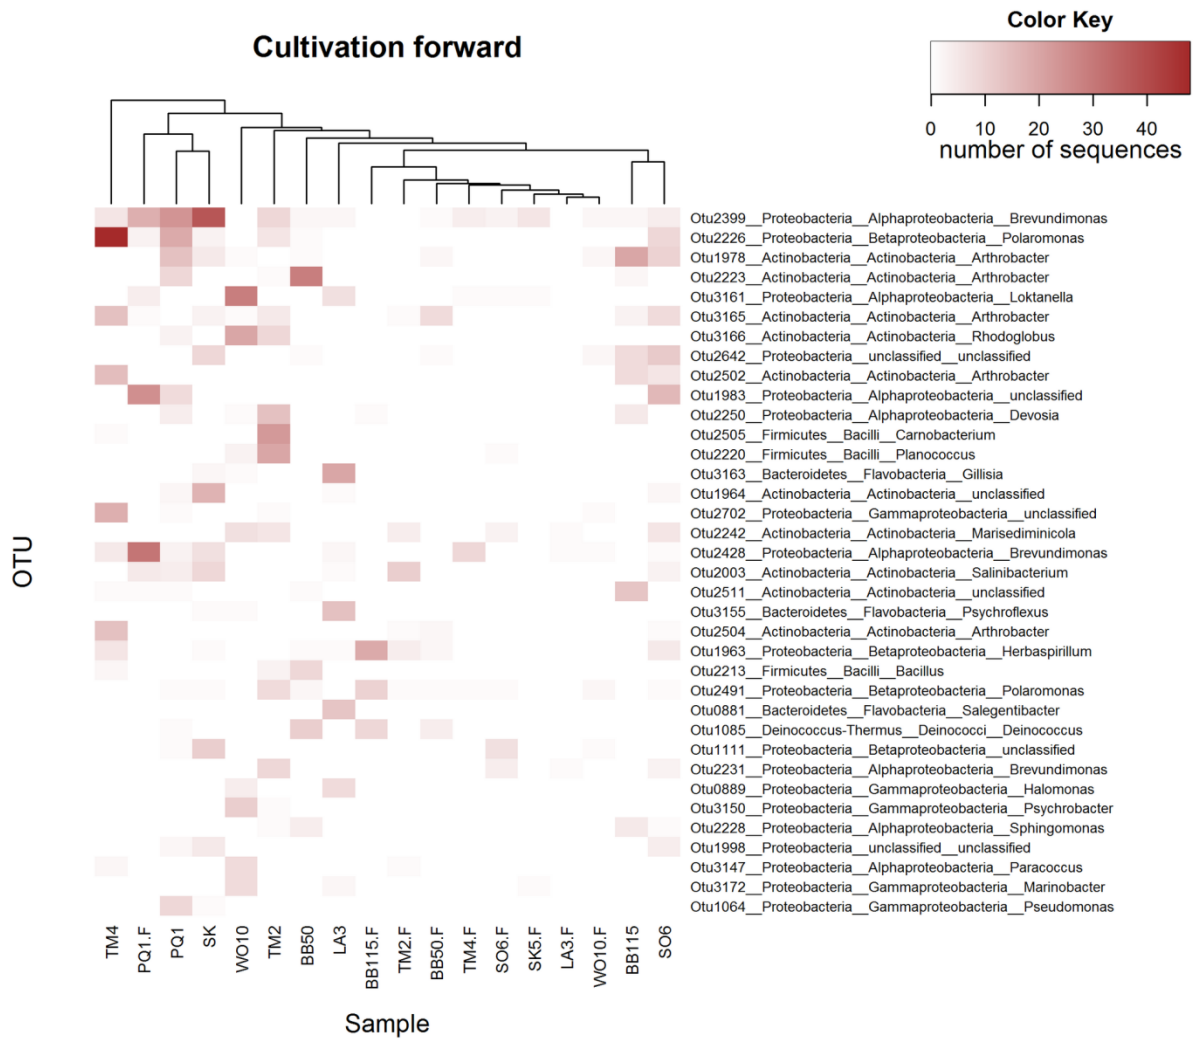 Color Key
Cultivation forward
0 10 20 30 40
number of sequences
Otu2399__Proteobacteria__Alphaproteobacteria__Brevundimonas
Otu2226__Proteobacteria__Betaproteobacteria__Polaromonas
Otu1978__Actinobacteria__Actinobacteria__Arthrobacter
Otu2223__Actinobacteria__Actinobacteria__Arthrobacter
Otu3161__Proteobacteria__Alphaproteobacteria__Loktanella
Otu3165__Actinobacteria__Actinobacteria__Arthrobacter
Otu3166__Actinobacteria__Actinobacteria__Rhodoglobus
Otu2642__Proteobacteria__unclassified__unclassified
Otu2502__Actinobacteria__Actinobacteria__Arthrobacter
Otu1983__Proteobacteria__Alphaproteobacteria__unclassified
Otu2250__Proteobacteria__Alphaproteobacteria__Devosia
Otu2505__Firmicutes__Bacilli__Carnobacterium
Otu2220__Firmicutes__Bacilli__Planococcus
Otu3163__Bacteroidetes__Flavobacteria__Gillisia
Otu1964__Actinobacteria__Actinobacteria__unclassified
Otu2702__Proteobacteria__Gammaproteobacteria__unclassified
Otu2242__Actinobacteria__Actinobacteria__Marisediminicola
Otu2428__Proteobacteria__Alphaproteobacteria__Brevundimonas
Otu2003__Actinobacteria__Actinobacteria__Salinibacterium
Otu2511__Actinobacteria__Actinobacteria__unclassified
Otu3155__Bacteroidetes__Flavobacteria__Psychroflexus
Otu2504__Actinobacteria__Actinobacteria__Arthrobacter
Otu1963__Proteobacteria__Betaproteobacteria__Herbaspirillum
Otu2213__Firmicutes__Bacilli__Bacillus
Otu2491__Proteobacteria__Betaproteobacteria__Polaromonas
Otu0881__Bacteroidetes__Flavobacteria__Salegentibacter
Otu1085__Deinococcus-Thermus__Deinococci__Deinococcus
Otu1111__Proteobacteria__Betaproteobacteria__unclassified
Otu2231__Proteobacteria__Alphaproteobacteria__Brevundimonas
Otu0889__Proteobacteria__Gammaproteobacteria__Halomonas
Otu3150__Proteobacteria__Gammaproteobacteria__Psychrobacter
Otu2228__Proteobacteria__Alphaproteobacteria__Sphingomonas
Otu1998__Proteobacteria__unclassified__unclassified
Otu3147__Proteobacteria__Alphaproteobacteria__Paracoccus
Otu3172__Proteobacteria__Gammaproteobacteria__Marinobacter
Otu1064__Proteobacteria__Gammaproteobacteria__Pseudomonas
OTU
TM4 PQ1.F PQ1 SK WO10 TM2 BB50 LA3 BB115.F TM2.F BB50.F TM4.F SO6.F SK5.F LA3.F WO10.F BB115 SO6
Sample